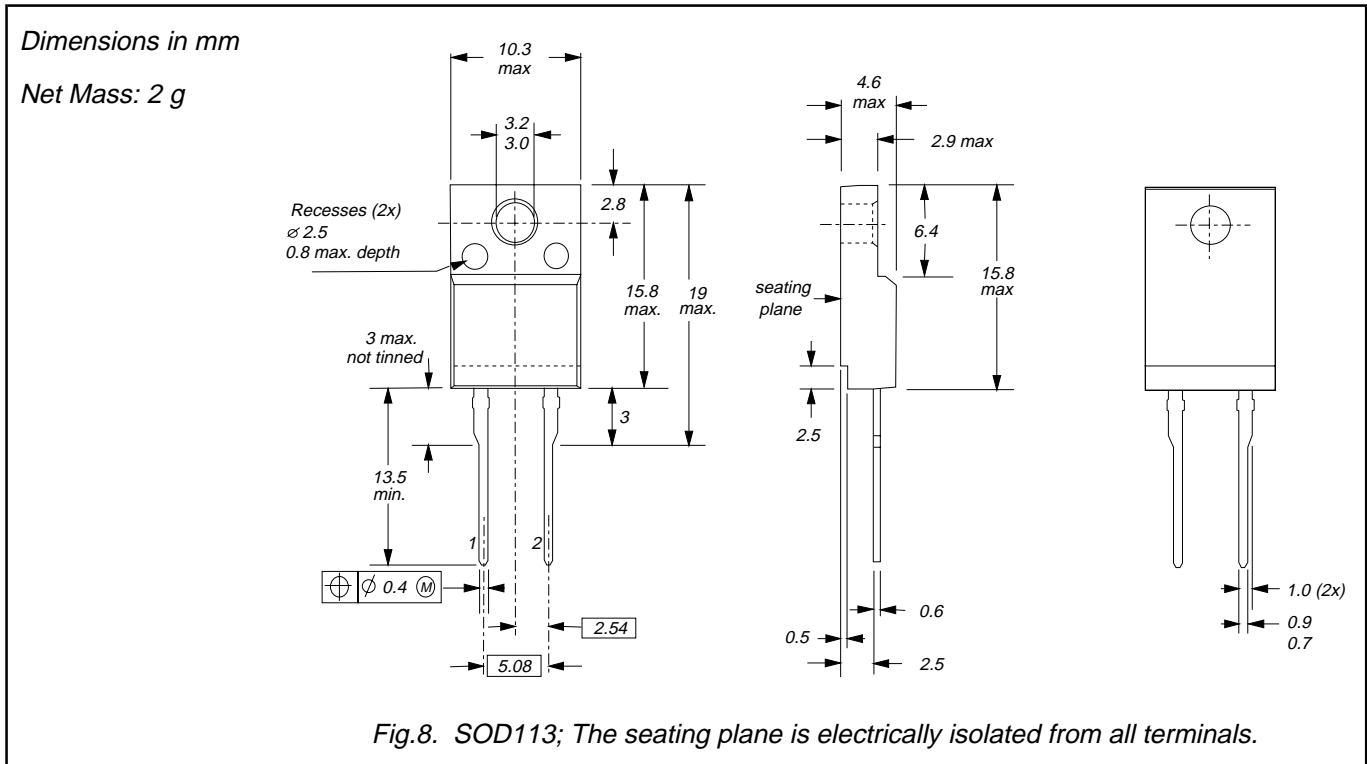 Dimensions in mm
Net Mass: 2 g
10.3
max
3.2
3.0
2.8
Recesses (2x)
⌀ 2.5
0.8 max. depth
15.8
max.
19
max.
3 max.
not tinned
3
13.5
min.
1
2
⌖ ⌀ 0.4 Ⓜ
2.54
5.08
4.6
max
2.9 max
6.4
15.8
max
seating
plane
2.5
0.6
0.5
2.5
1.0 (2x)
0.9
0.7
Fig.8. SOD113; The seating plane is electrically isolated from all terminals.